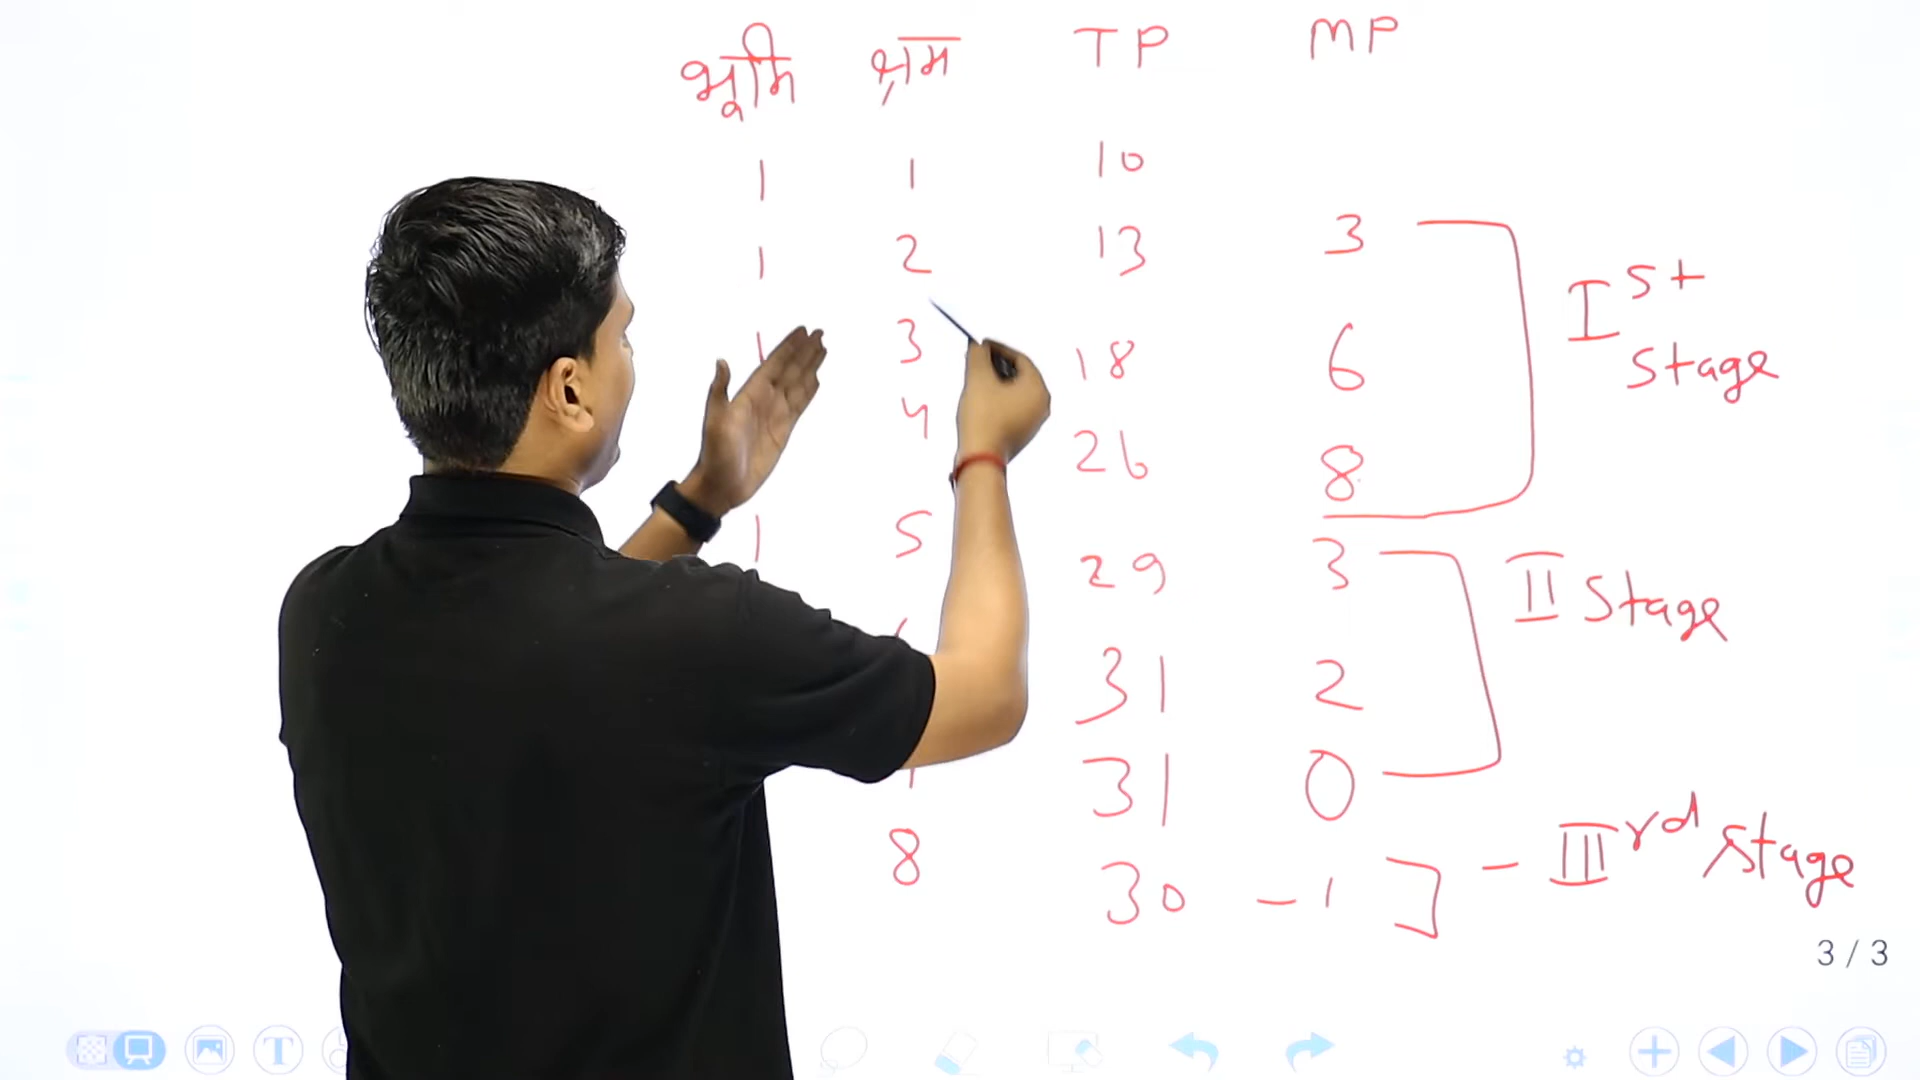 भूमि श्रम TP MP
1 1 10
1 2 13 3
1 3 18 6 Ist
4 26 8 stage
1 5 29 3 II Stage
31 2
31 0
8 30 -1 - IIIrd Stage
3 / 3
T